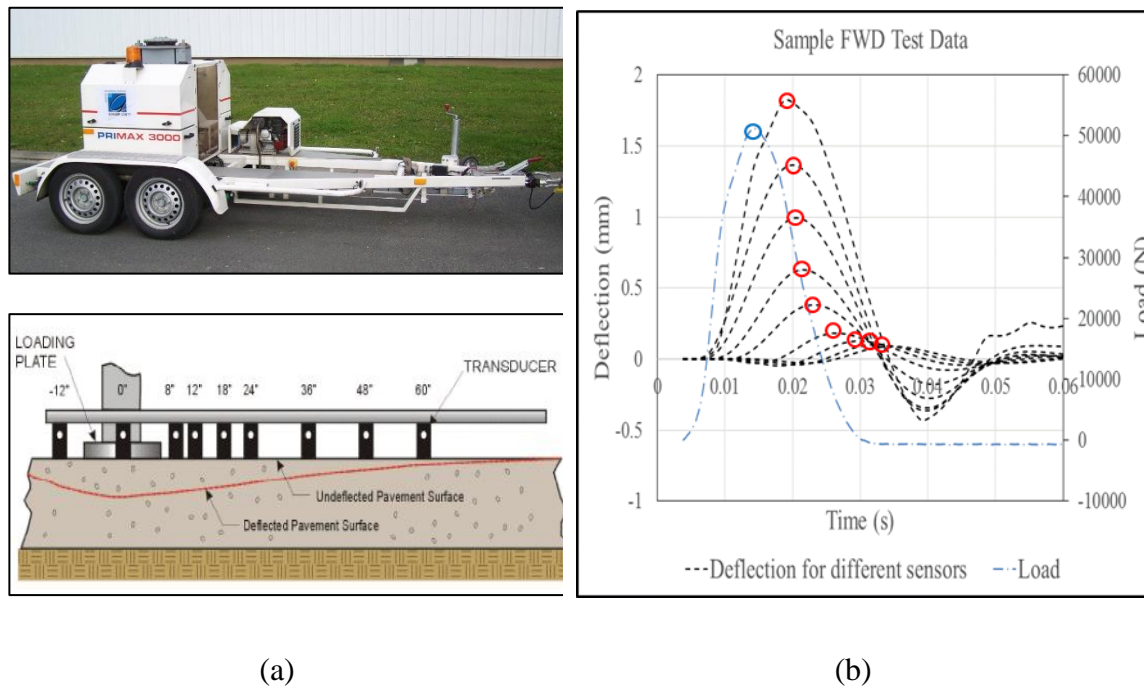 PRIMAX 3000
LOADING
PLATE
TRANSDUCER
-12" 0" 8" 12" 18" 24" 36" 48" 60"
Undeflected Pavement Surface
Deflected Pavement Surface
(a)
Sample FWD Test Data
2
1.5
1
0.5
0
-0.5
-1
Deflection (mm)
0 0.01 0.02 0.03 0.04 0.05 0.06
Time (s)
60000
50000
40000
30000
20000
10000
0
-10000
Load (N)
Deflection for different sensors
Load
(b)